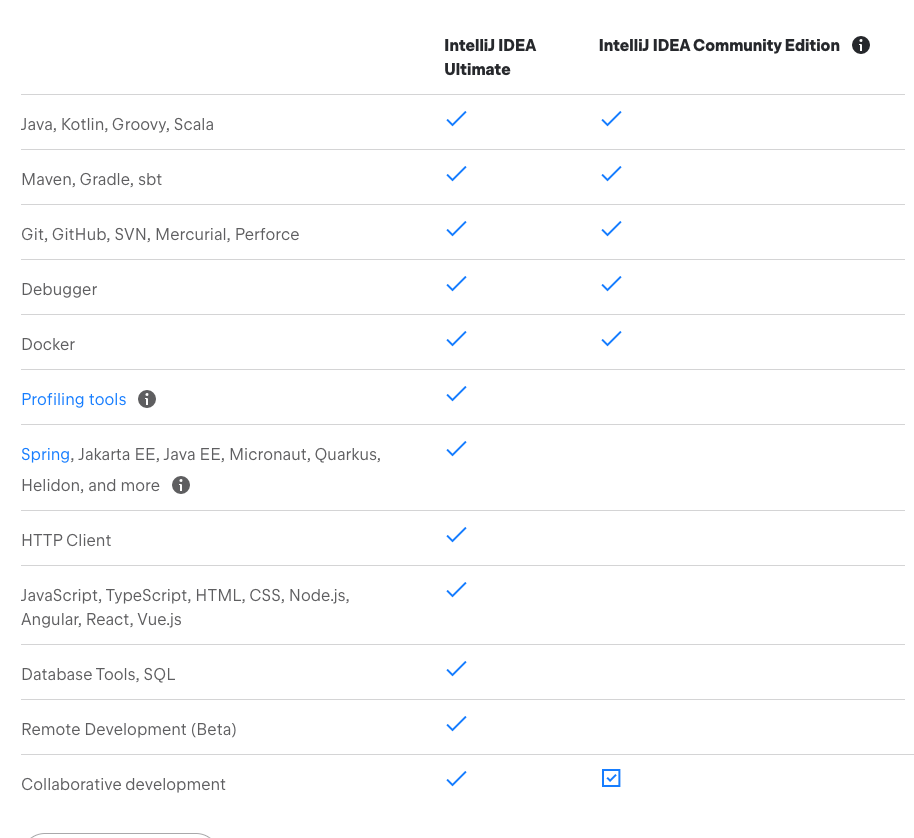 IntelliJ IDEA
Ultimate
IntelliJ IDEA Community Edition
Java, Kotlin, Groovy, Scala
Maven, Gradle, sbt
Git, GitHub, SVN, Mercurial, Perforce
Debugger
Docker
Profiling tools
Spring, Jakarta EE, Java EE, Micronaut, Quarkus,
Helidon, and more
HTTP Client
JavaScript, TypeScript, HTML, CSS, Node.js,
Angular, React, Vue.js
Database Tools, SQL
Remote Development (Beta)
Collaborative development